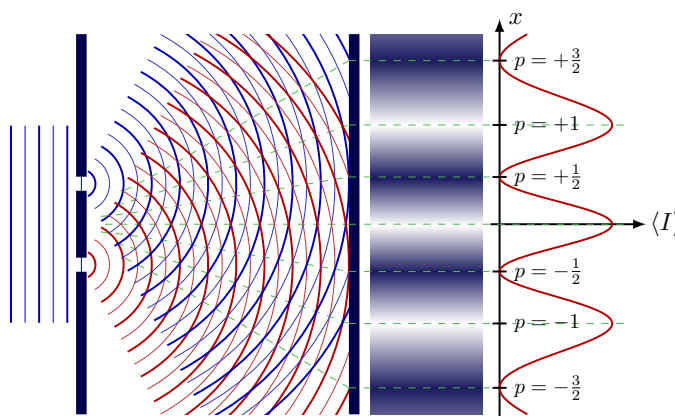 x
p = +3/2
p = +1
p = +1/2
⟨I⟩
p = −1/2
p = −1
p = −3/2